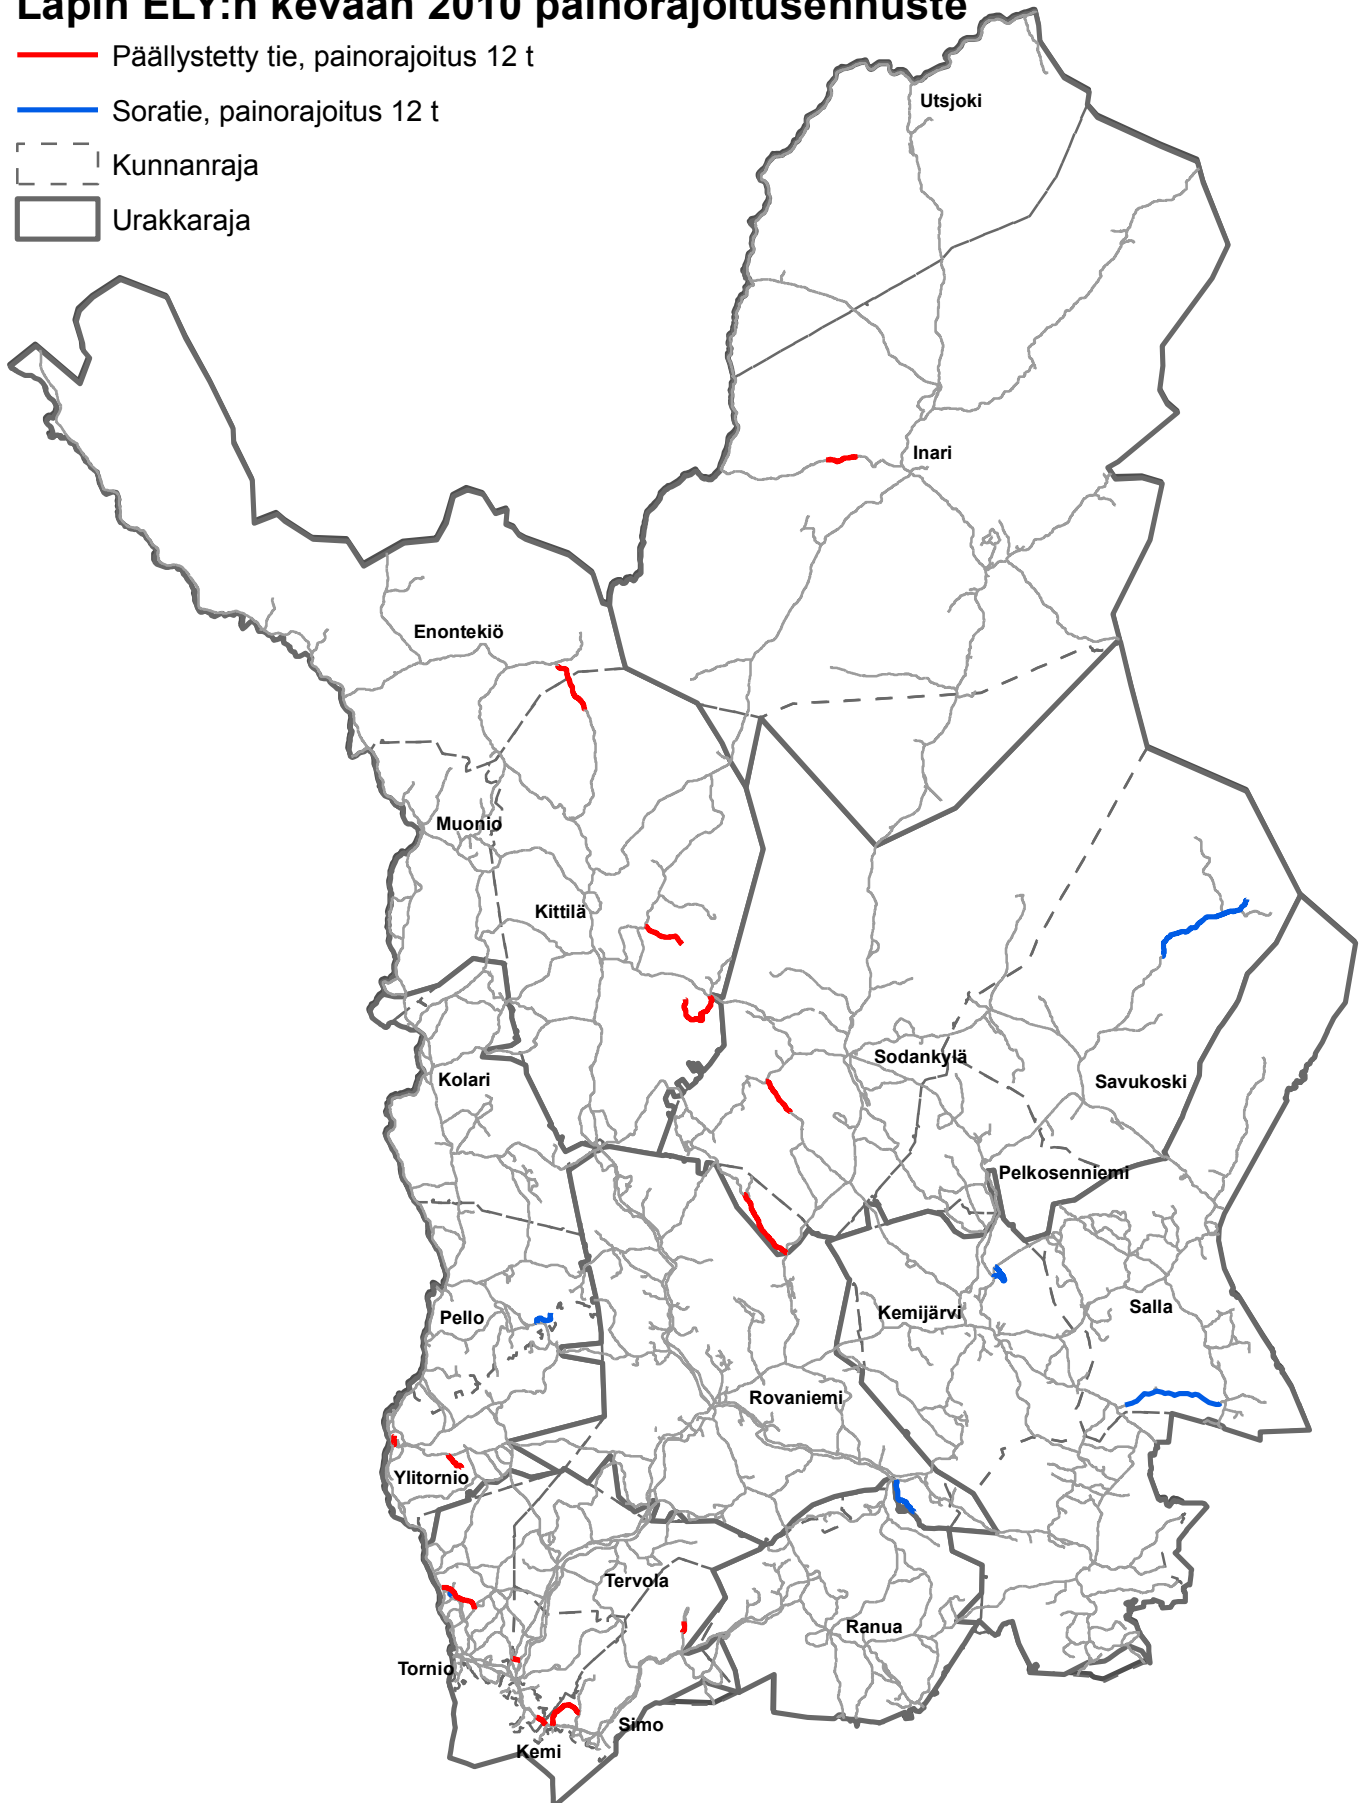 Lapin ELY:n kevään 2010 painorajoitusennuste
Päällystetty tie, painorajoitus 12 t
Soratie, painorajoitus 12 t
Kunnanraja
Urakkaraja
Utsjoki
Inari
Enontekiö
Muonio
Kittilä
Sodankylä
Kolari
Savukoski
Pelkosenniemi
Salla
Kemijärvi
Pello
Rovaniemi
Ylitornio
Tervola
Ranua
Tornio
Simo
Kemi